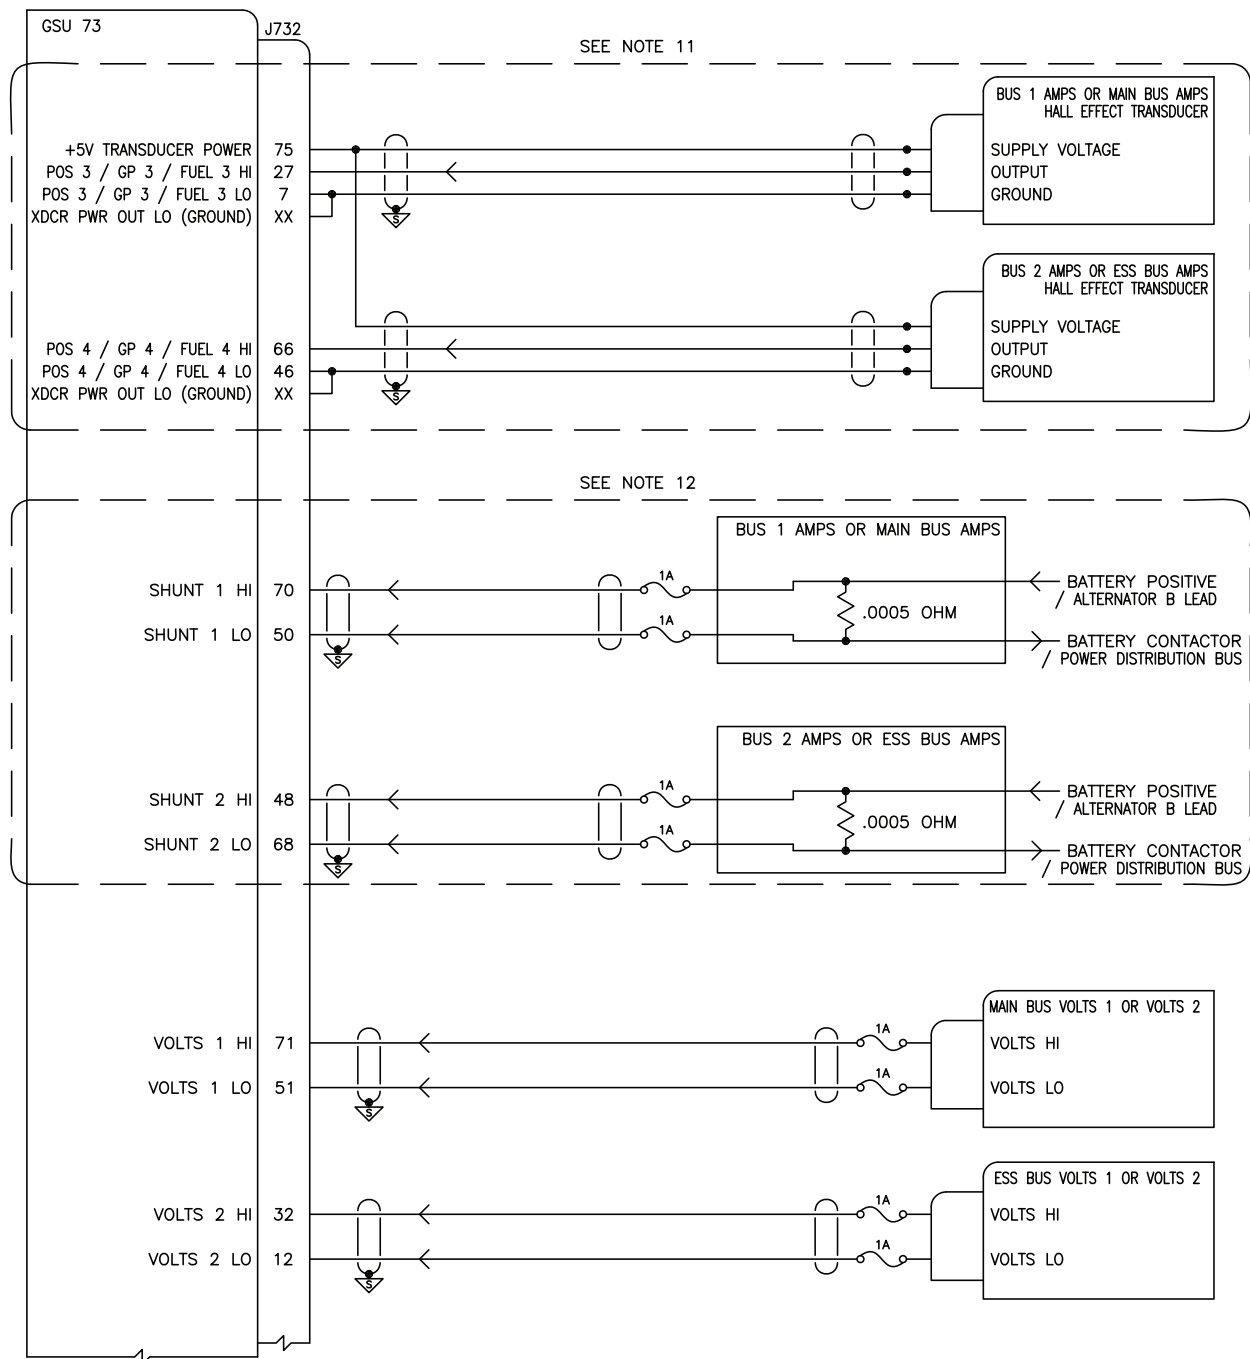 GSU 73
J732
SEE NOTE 11
BUS 1 AMPS OR MAIN BUS AMPS
HALL EFFECT TRANSDUCER
+5V TRANSDUCER POWER 75 SUPPLY VOLTAGE
POS 3 / GP 3 / FUEL 3 HI 27 OUTPUT
POS 3 / GP 3 / FUEL 3 LO 7 GROUND
XDCR PWR OUT LO (GROUND) XX
S
BUS 2 AMPS OR ESS BUS AMPS
HALL EFFECT TRANSDUCER
SUPPLY VOLTAGE
POS 4 / GP 4 / FUEL 4 HI 66 OUTPUT
POS 4 / GP 4 / FUEL 4 LO 46 GROUND
XDCR PWR OUT LO (GROUND) XX
S
SEE NOTE 12
BUS 1 AMPS OR MAIN BUS AMPS
SHUNT 1 HI 70 1A BATTERY POSITIVE
/ ALTERNATOR B LEAD
.0005 OHM
SHUNT 1 LO 50 1A BATTERY CONTACTOR
/ POWER DISTRIBUTION BUS
S
BUS 2 AMPS OR ESS BUS AMPS
SHUNT 2 HI 48 1A BATTERY POSITIVE
/ ALTERNATOR B LEAD
.0005 OHM
SHUNT 2 LO 68 1A BATTERY CONTACTOR
/ POWER DISTRIBUTION BUS
S
MAIN BUS VOLTS 1 OR VOLTS 2
VOLTS 1 HI 71 1A VOLTS HI
VOLTS 1 LO 51 1A VOLTS LO
S
ESS BUS VOLTS 1 OR VOLTS 2
VOLTS 2 HI 32 1A VOLTS HI
VOLTS 2 LO 12 1A VOLTS LO
S